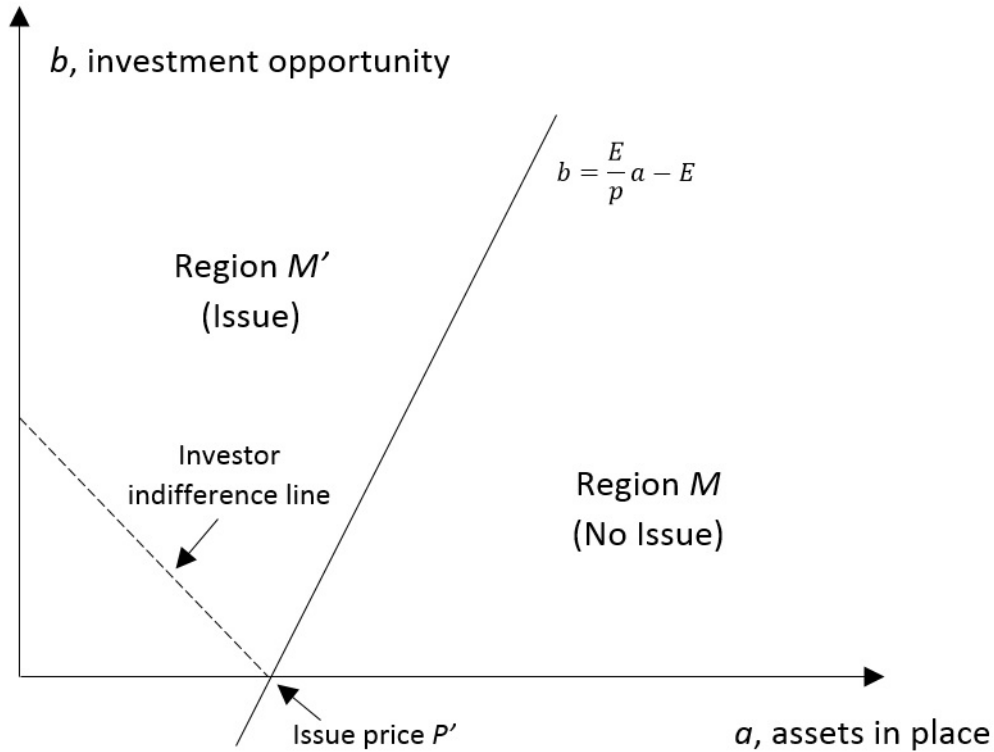 b, investment opportunity
b = E/p a − E
Region M’
(Issue)
Investor
indifference line
Region M
(No Issue)
Issue price P’
a, assets in place